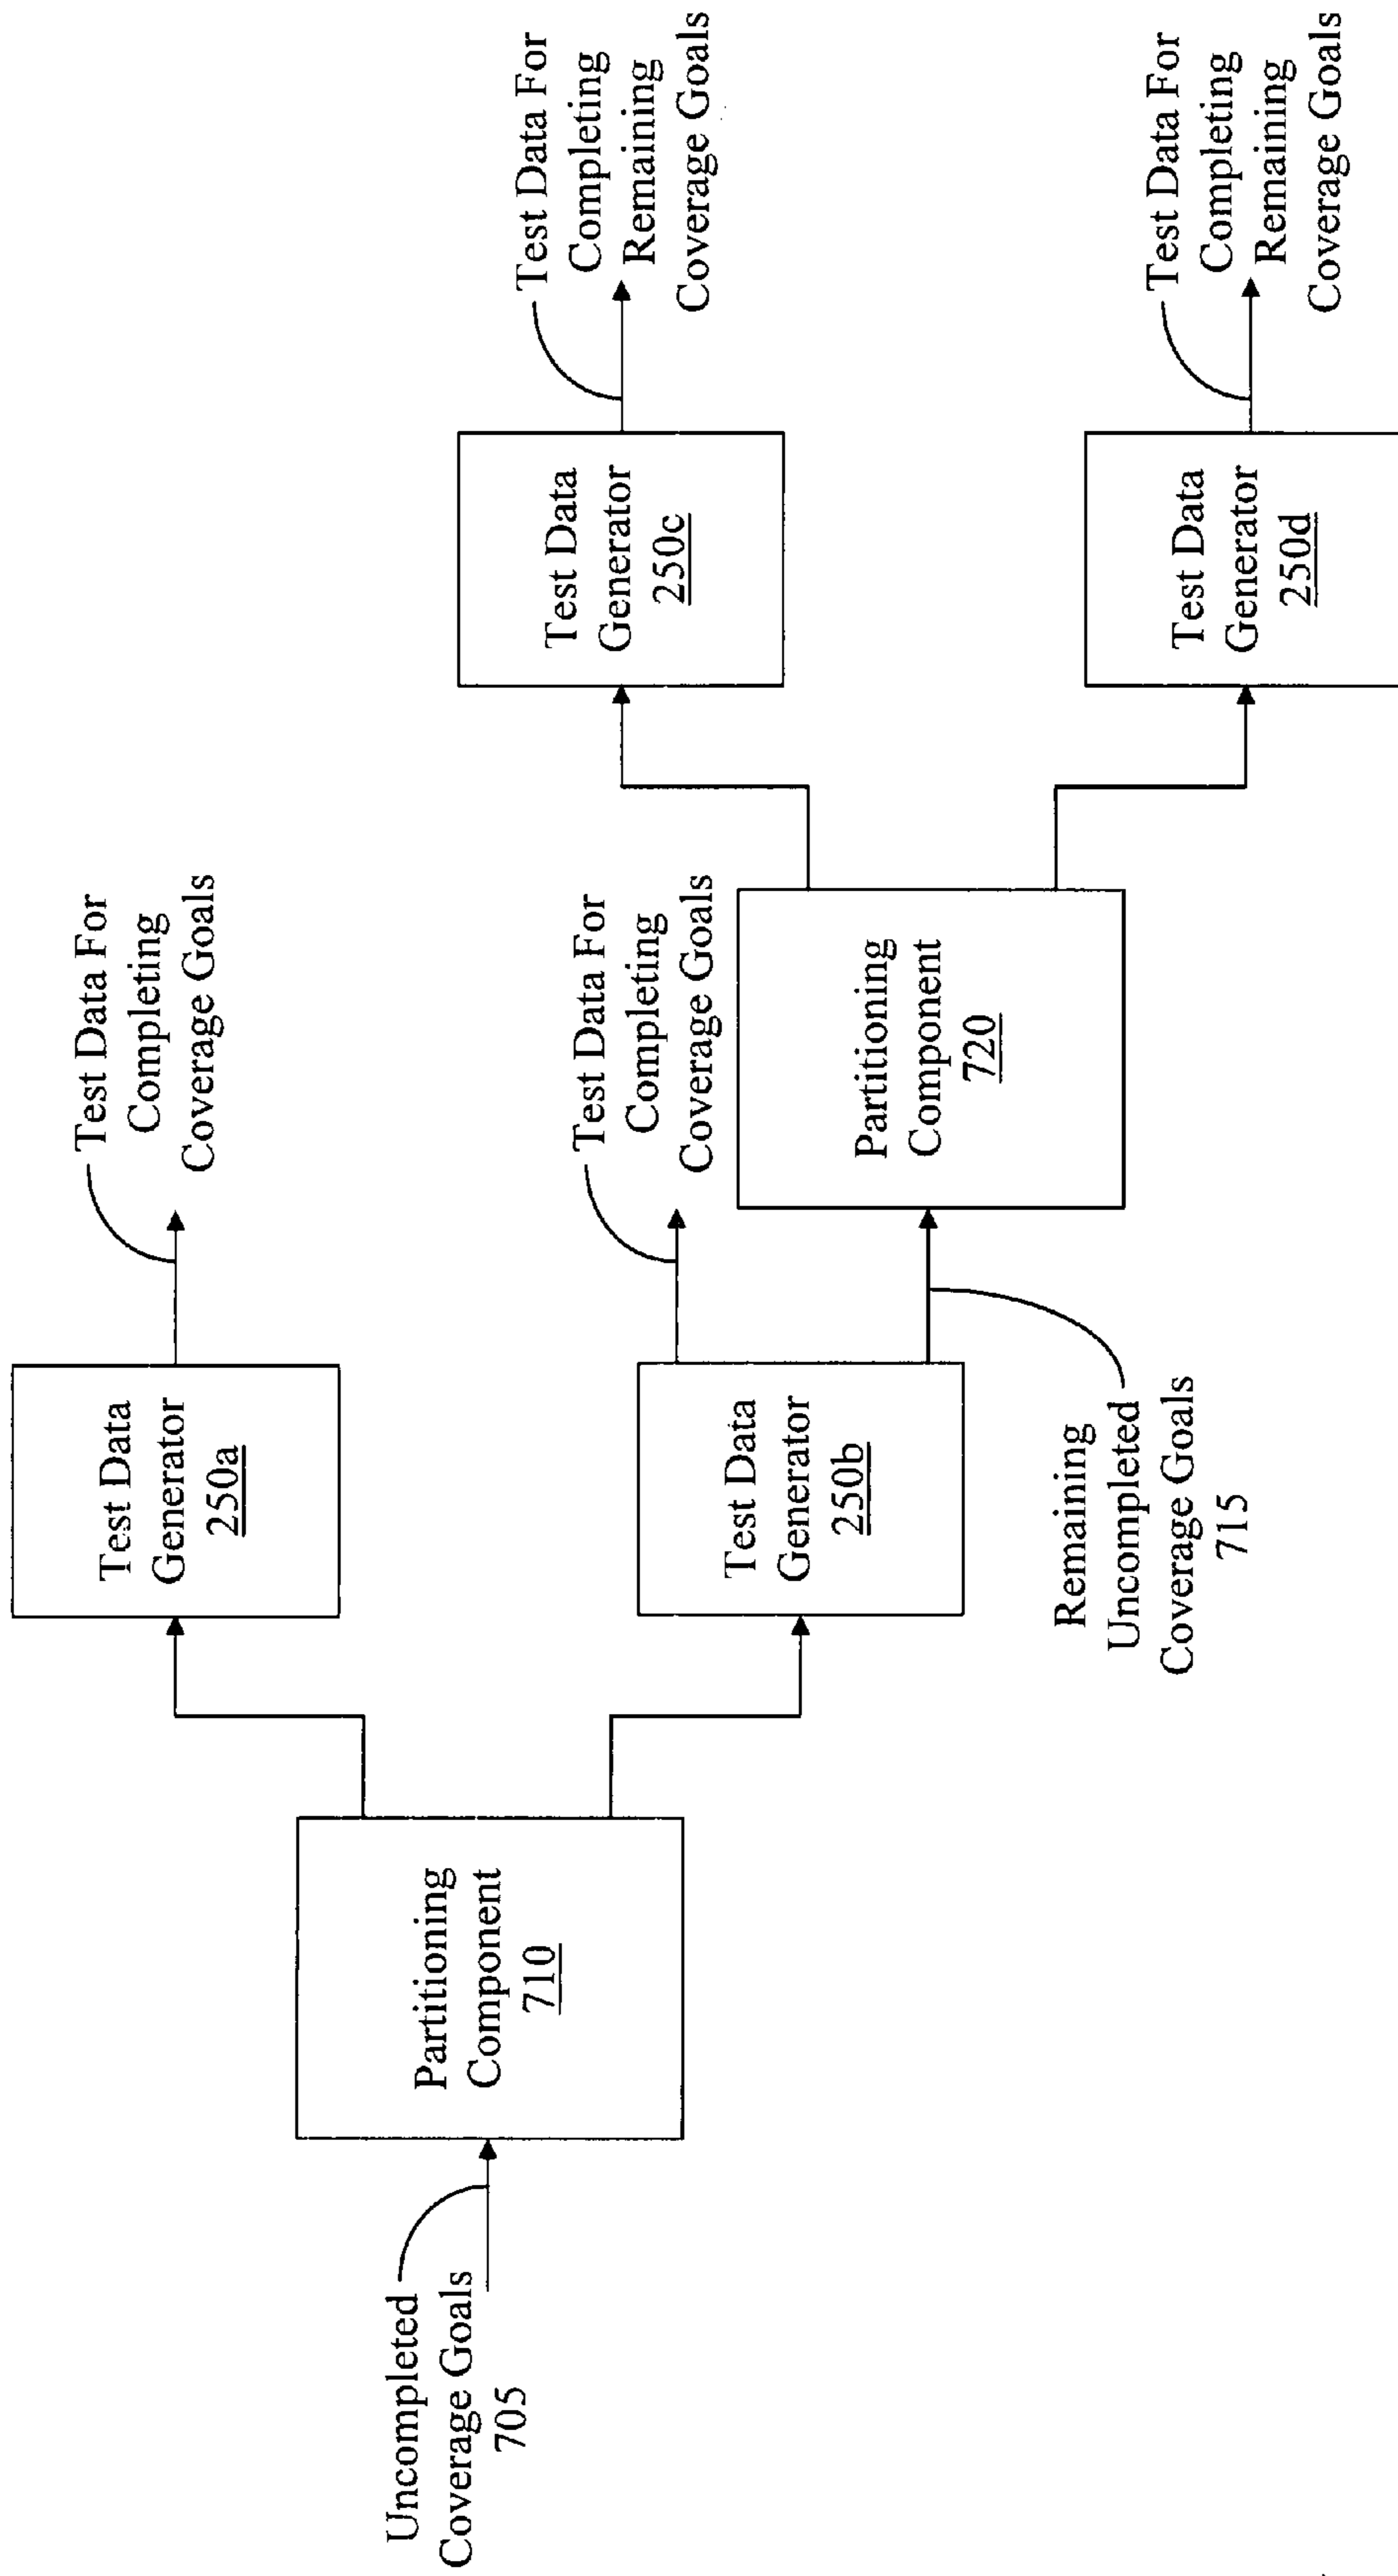 Uncompleted
Coverage Goals
705
Partitioning
Component
710
Test Data
Generator
250a
Test Data For
Completing
Coverage Goals
Test Data
Generator
250b
Test Data For
Completing
Coverage Goals
Remaining
Uncompleted
Coverage Goals
715
Partitioning
Component
720
Test Data
Generator
250c
Test Data For
Completing
Remaining
Coverage Goals
Test Data
Generator
250d
Test Data For
Completing
Remaining
Coverage Goals